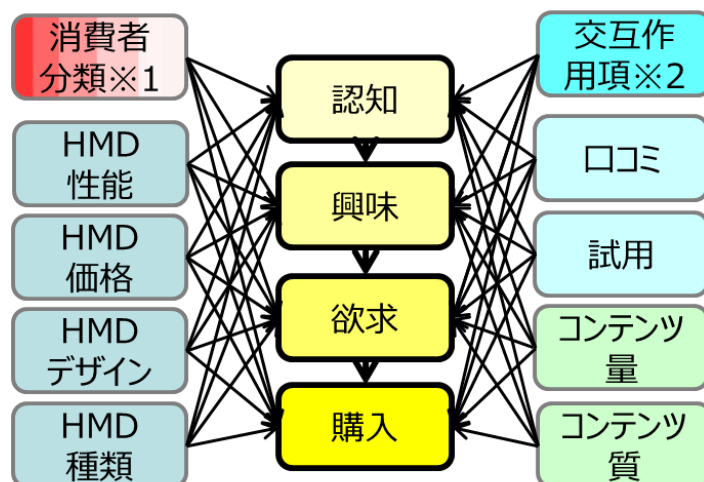 消費者
分類※1
HMD
性能
HMD
価格
HMD
デザイン
HMD
種類
認知
興味
欲求
購入
交互作
用項※2
口コミ
試用
コンテンツ
量
コンテンツ
質